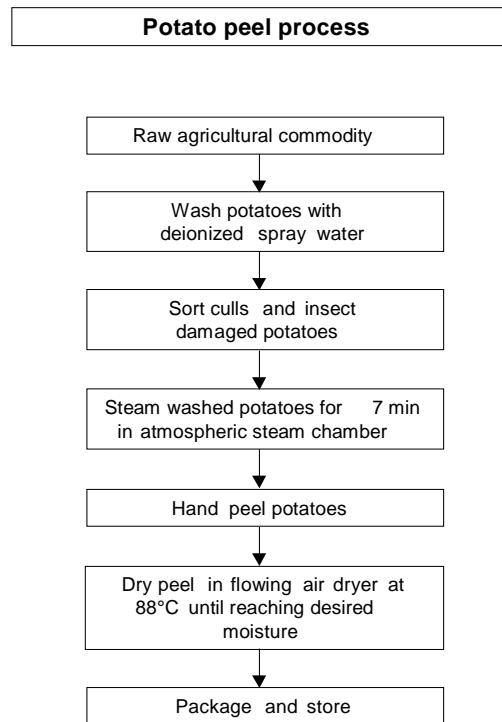 Potato peel process
Raw agricultural commodity
Wash potatoes with
deionized spray water
Sort culls and insect
damaged potatoes
Steam washed potatoes for 7 min
in atmospheric steam chamber
Hand peel potatoes
Dry peel in flowing air dryer at
88°C until reaching desired
moisture
Package and store